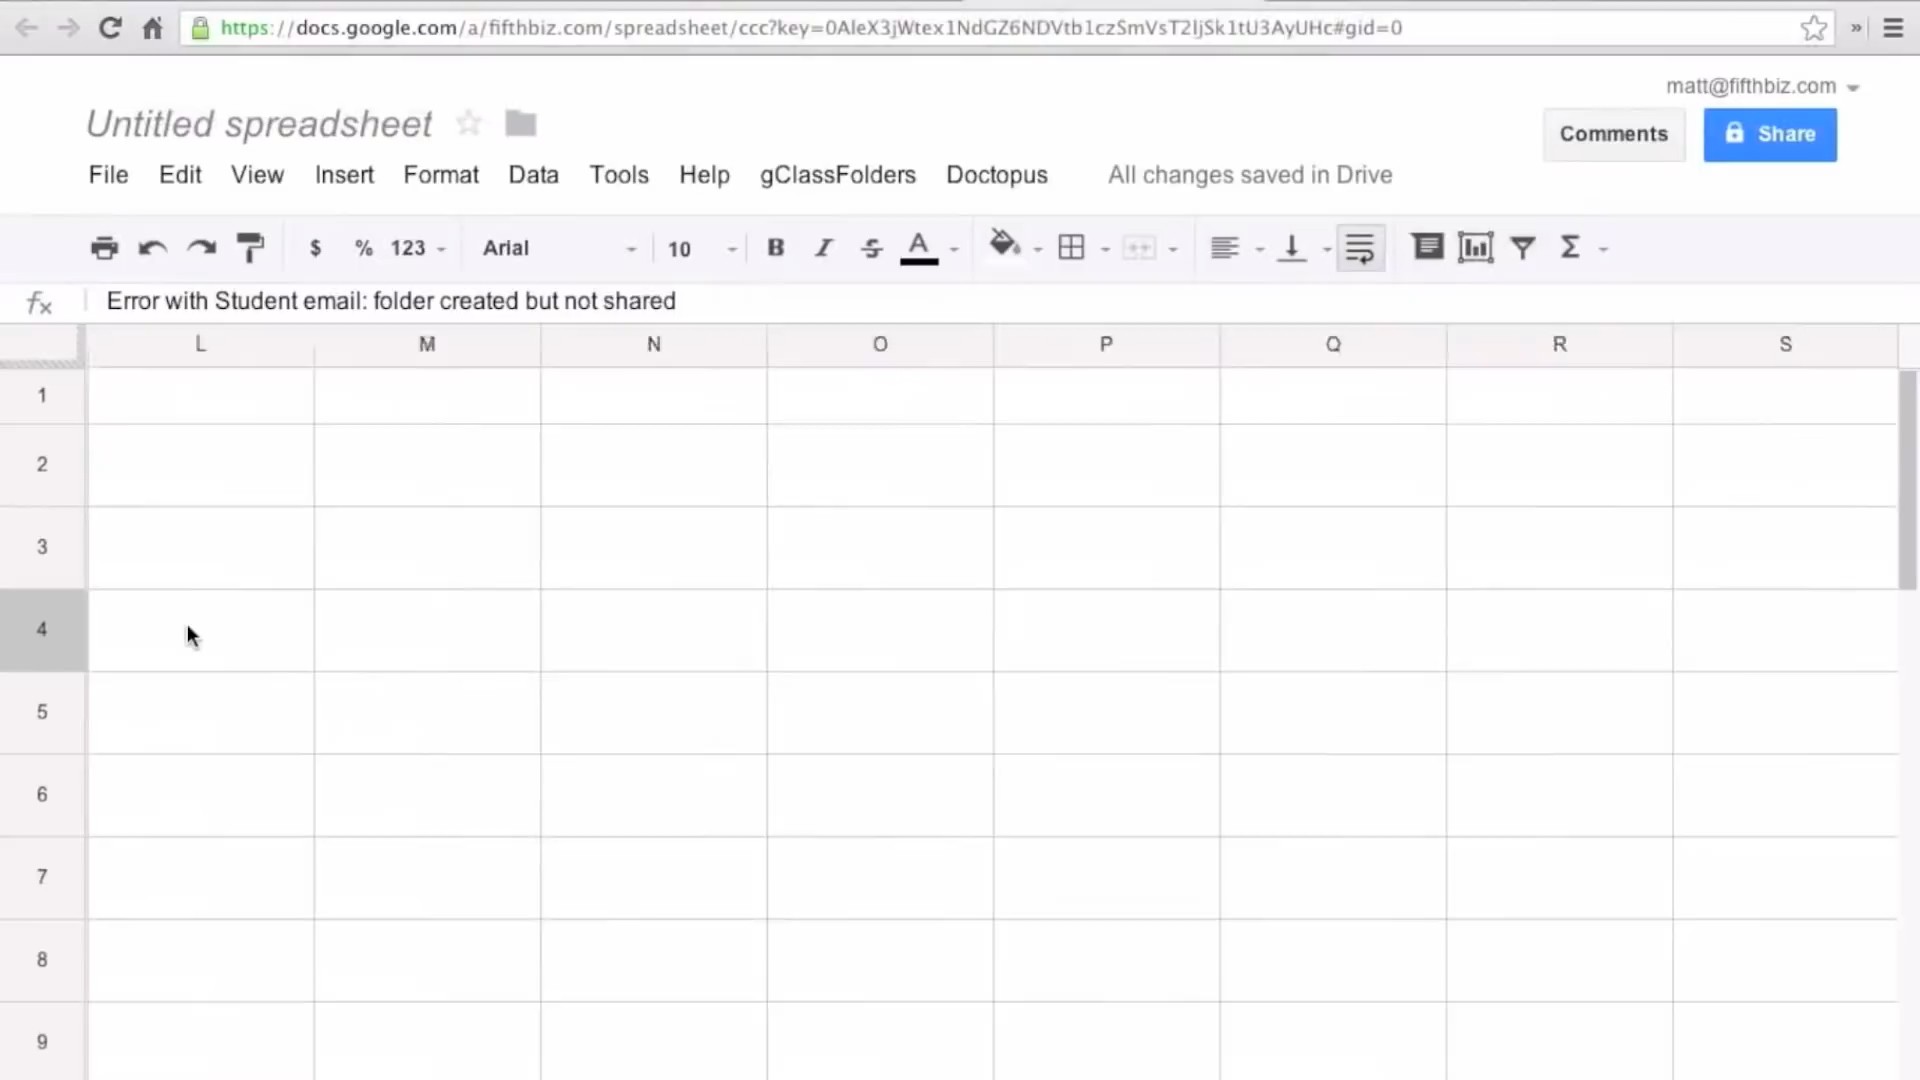 https://docs.google.com/a/fifthbiz.com/spreadsheet/ccc?key=0AleX3jWtex1NdGZ6NDVtb1czSmVsT2ljSk1tU3AyUHc#gid=0 »
matt@fifthbiz.com
Untitled spreadsheet
Comments Share
File Edit View Insert Format Data Tools Help gClassFolders Doctopus All changes saved in Drive
$ % 123 Arial 10 B I S A Σ
fx Error with Student email: folder created but not shared
L M N O P Q R S
1
2
3
4
5
6
7
8
9